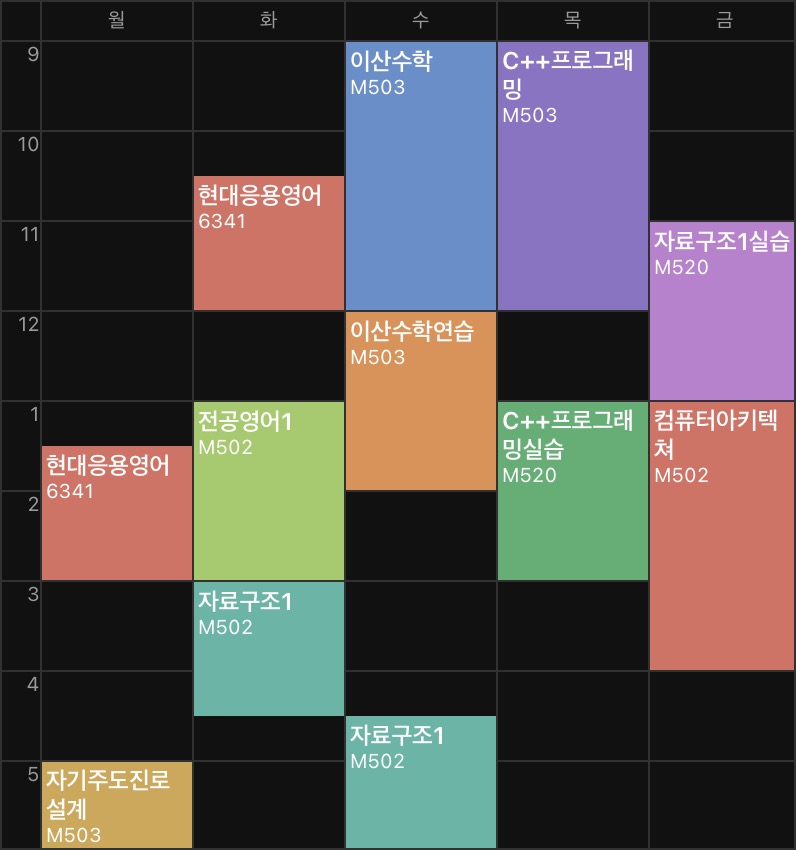 월 화 수 목 금
9
이산수학
M503
C++프로그래
밍
M503
10
현대응용영어
6341
11
자료구조1실습
M520
12
이산수학연습
M503
1
전공영어1
M502
C++프로그래
밍실습
M520
컴퓨터아키텍
쳐
M502
현대응용영어
6341
2
3
자료구조1
M502
4
자료구조1
M502
5
자기주도진로
설계
M503